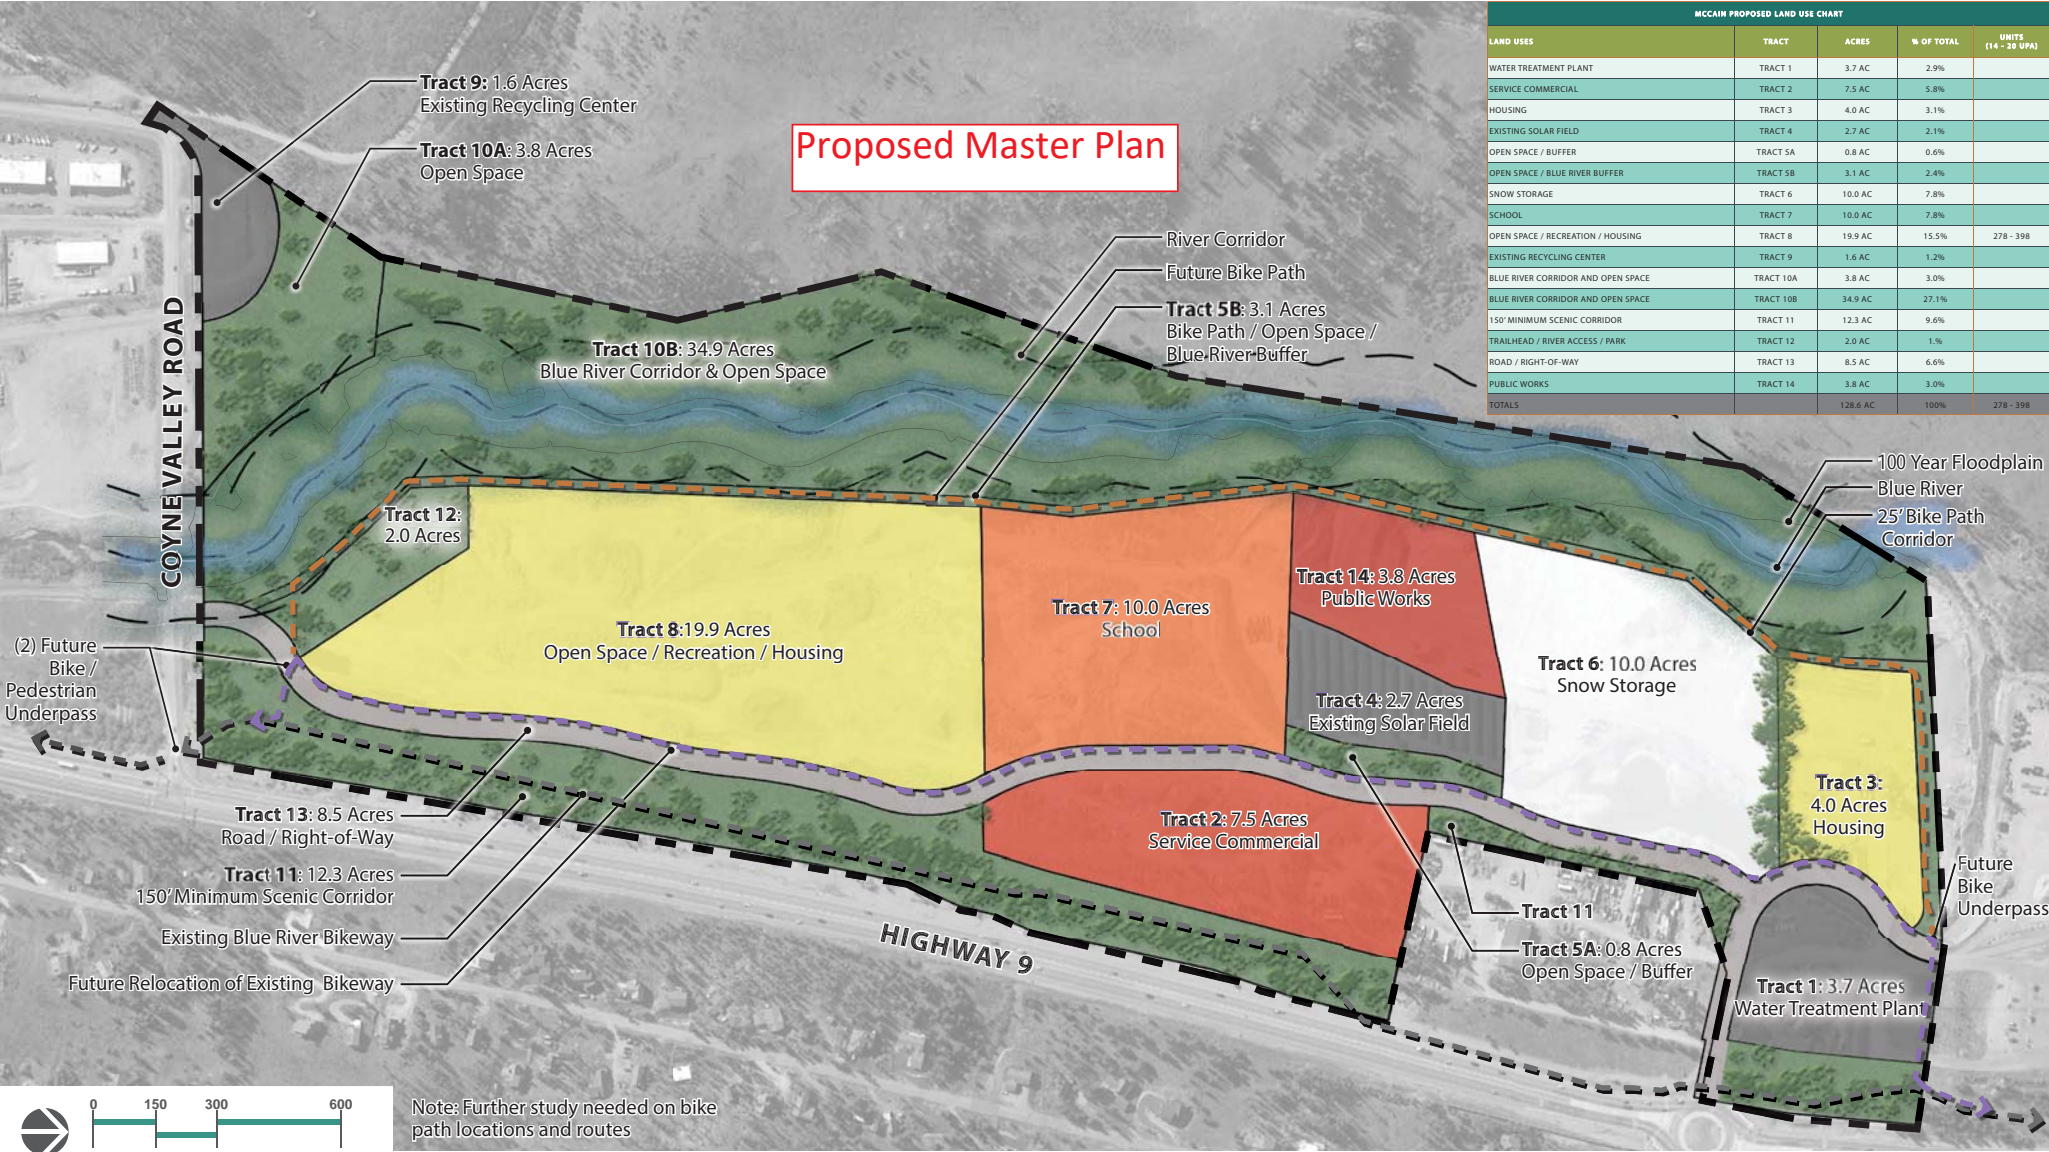 Proposed Master Plan
MCCAIN PROPOSED LAND USE CHART
LAND USES TRACT ACRES % OF TOTAL UNITS (14 - 20 UPA)
WATER TREATMENT PLANT TRACT 1 3.7 AC 2.9%
SERVICE COMMERCIAL TRACT 2 7.5 AC 5.8%
HOUSING TRACT 3 4.0 AC 3.1%
EXISTING SOLAR FIELD TRACT 4 2.7 AC 2.1%
OPEN SPACE / BUFFER TRACT 5A 0.8 AC 0.6%
OPEN SPACE / BLUE RIVER BUFFER TRACT 5B 3.1 AC 2.4%
SNOW STORAGE TRACT 6 10.0 AC 7.8%
SCHOOL TRACT 7 10.0 AC 7.8%
OPEN SPACE / RECREATION / HOUSING TRACT 8 19.9 AC 15.5% 278 - 398
EXISTING RECYCLING CENTER TRACT 9 1.6 AC 1.2%
BLUE RIVER CORRIDOR AND OPEN SPACE TRACT 10A 3.8 AC 3.0%
BLUE RIVER CORRIDOR AND OPEN SPACE TRACT 10B 34.9 AC 27.1%
150' MINIMUM SCENIC CORRIDOR TRACT 11 12.3 AC 9.6%
TRAILHEAD / RIVER ACCESS / PARK TRACT 12 2.0 AC 1.%
ROAD / RIGHT-OF-WAY TRACT 13 8.5 AC 6.6%
PUBLIC WORKS TRACT 14 3.8 AC 3.0%
TOTALS 128.6 AC 100% 278 - 398
Tract 9: 1.6 Acres
Existing Recycling Center
Tract 10A: 3.8 Acres
Open Space
River Corridor
Future Bike Path
Tract 5B: 3.1 Acres
Bike Path / Open Space /
Blue River Buffer
Tract 10B: 34.9 Acres
Blue River Corridor & Open Space
COYNE VALLEY ROAD
100 Year Floodplain
Blue River
25' Bike Path
Corridor
Tract 12:
2.0 Acres
Tract 14: 3.8 Acres
Public Works
Tract 7: 10.0 Acres
School
Tract 8:19.9 Acres
Open Space / Recreation / Housing
Tract 6: 10.0 Acres
Snow Storage
Tract 4: 2.7 Acres
Existing Solar Field
(2) Future
Bike /
Pedestrian
Underpass
Tract 3:
4.0 Acres
Housing
Tract 2: 7.5 Acres
Service Commercial
Tract 13: 8.5 Acres
Road / Right-of-Way
Tract 11: 12.3 Acres
150' Minimum Scenic Corridor
Existing Blue River Bikeway
Future Relocation of Existing Bikeway
Future
Bike
Underpass
Tract 11
Tract 5A: 0.8 Acres
Open Space / Buffer
HIGHWAY 9
Tract 1: 3.7 Acres
Water Treatment Plant
0 150 300 600
Note: Further study needed on bike
path locations and routes